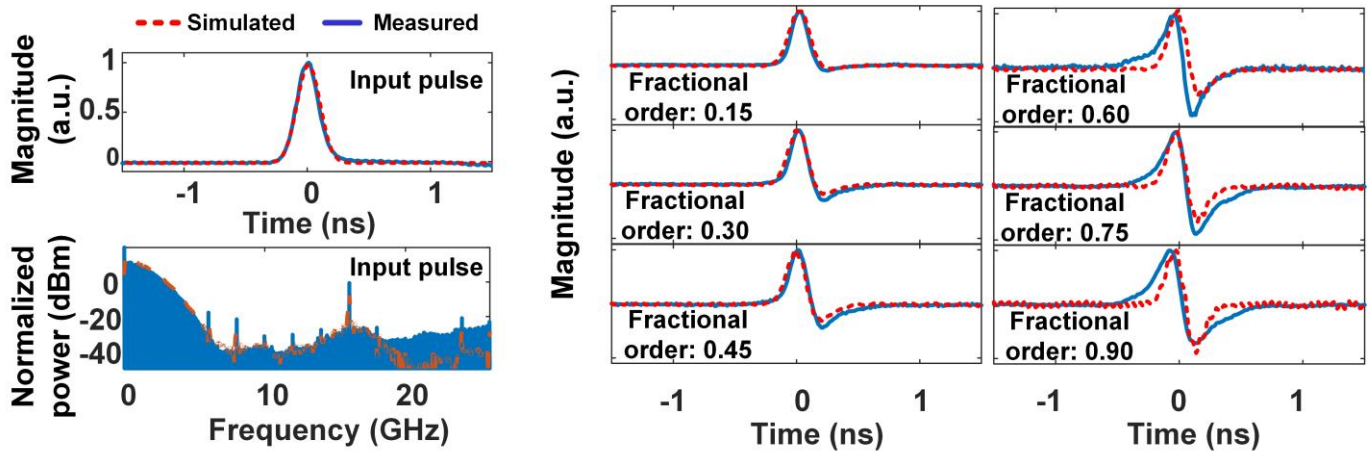 Simulated Measured
Magnitude
(a.u.)
1
0.5
0
Input pulse
-1 0 1
Time (ns)
Normalized
power (dBm)
0
-20
-40
Input pulse
0 10 20
Frequency (GHz)
Magnitude (a.u.)
Fractional
order: 0.15
Fractional
order: 0.30
Fractional
order: 0.45
-1 0 1
Time (ns)
Fractional
order: 0.60
Fractional
order: 0.75
Fractional
order: 0.90
-1 0 1
Time (ns)